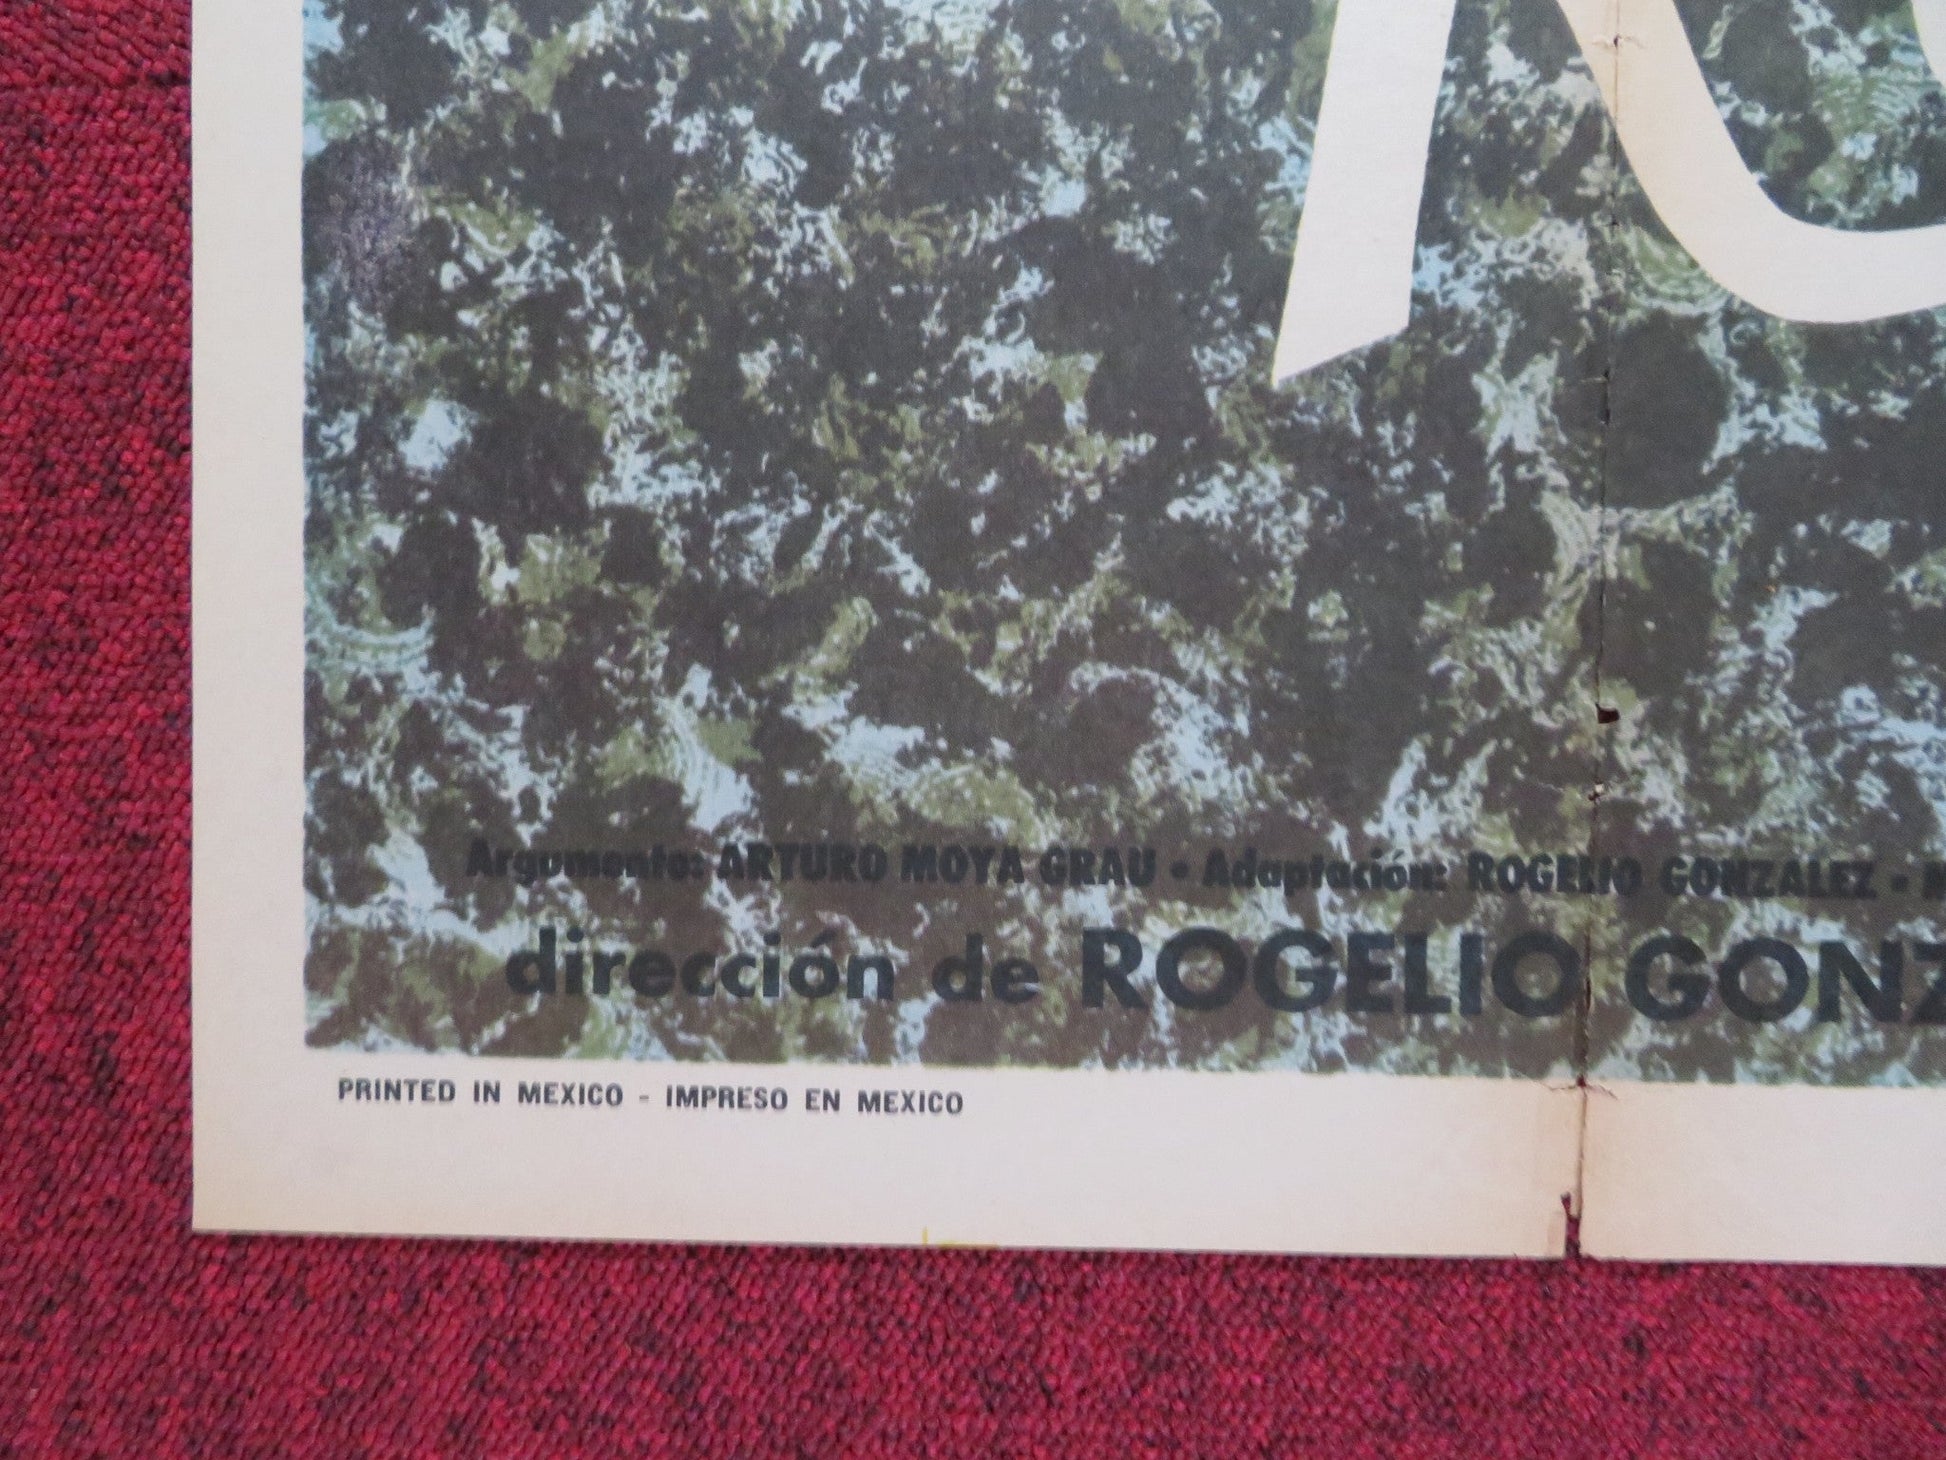 Argumento: ARTURO MOYA GRAU • Adaptación: ROGELIO GONZALEZ •
dirección de ROGELIO GONZ
PRINTED IN MEXICO - IMPRESO EN MEXICO